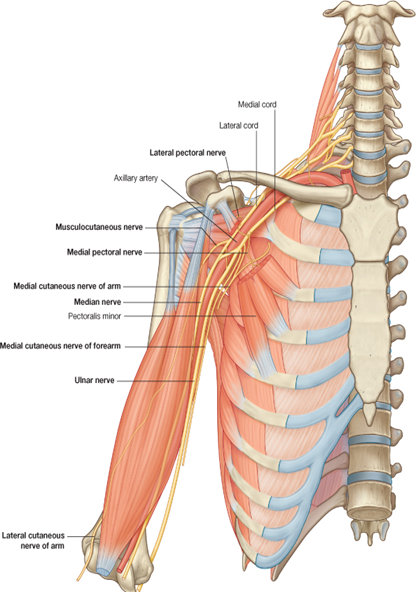 Medial cord
Lateral cord
Lateral pectoral nerve
Axillary artery
Musculocutaneous nerve
Medial pectoral nerve
Medial cutaneous nerve of arm
Median nerve
Pectoralis minor
Medial cutaneous nerve of forearm
Ulnar nerve
Lateral cutaneous
nerve of arm